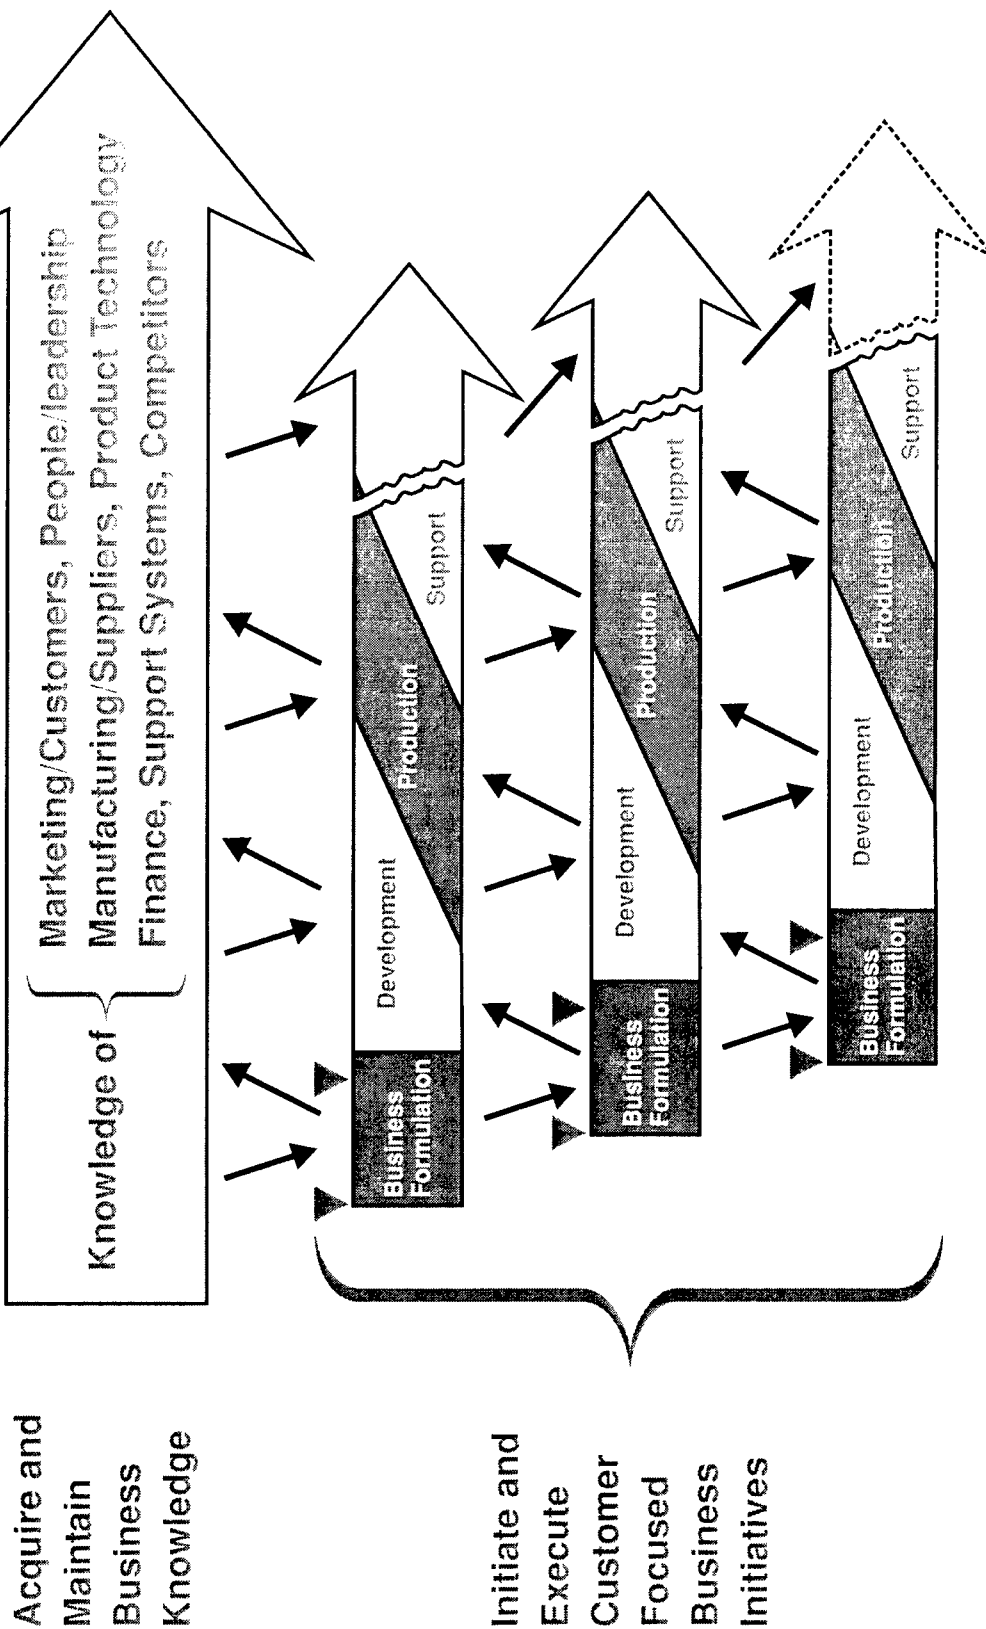 Acquire and
Maintain
Business
Knowledge
Knowledge of
Marketing/Customers, People/leadership
Manufacturing/Suppliers, Product Technology
Finance, Support Systems, Competitors
Initiate and
Execute
Customer
Focused
Business
Initiatives
Business
Formulation
Development
Production
Support
Business
Formulation
Development
Production
Support
Business
Formulation
Development
Production
Support